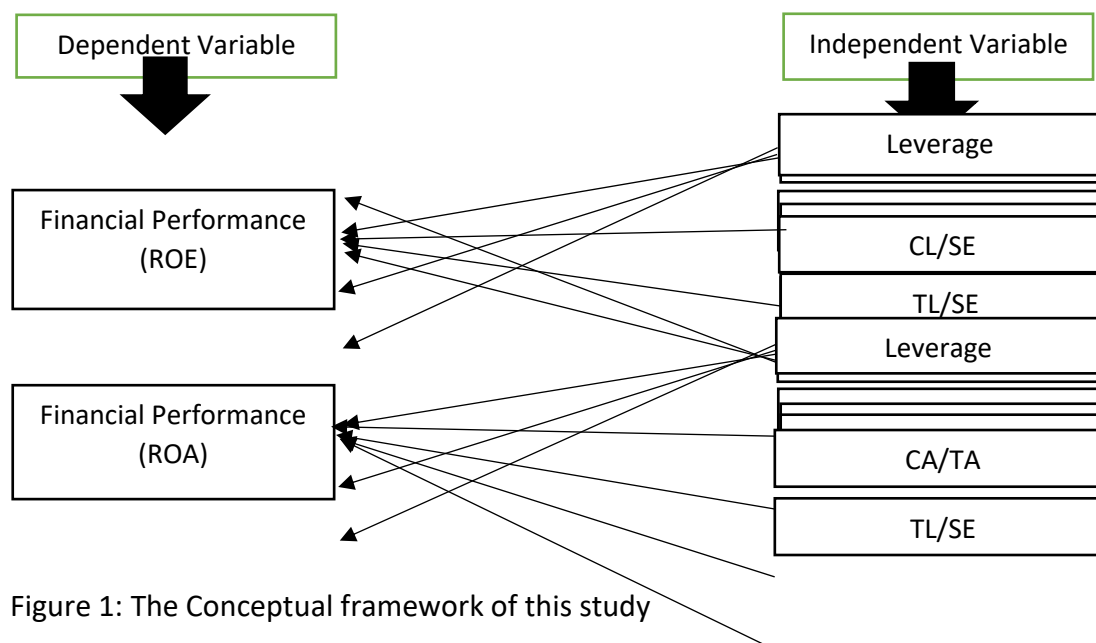 Dependent Variable
Independent Variable
Leverage
Financial Performance
(ROE)
CL/SE
TL/SE
Leverage
Financial Performance
(ROA)
CA/TA
TL/SE
Figure 1: The Conceptual framework of this study